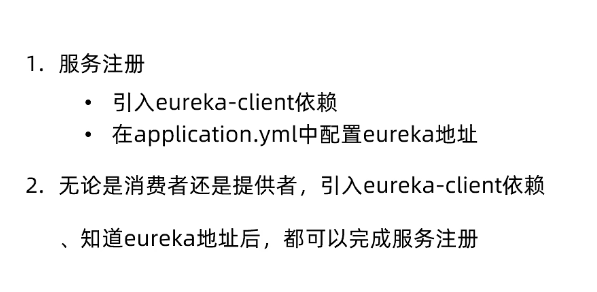 1. 服务注册
• 引入eureka-client依赖
• 在application.yml中配置eureka地址
2. 无论是消费者还是提供者，引入eureka-client依赖
、知道eureka地址后，都可以完成服务注册